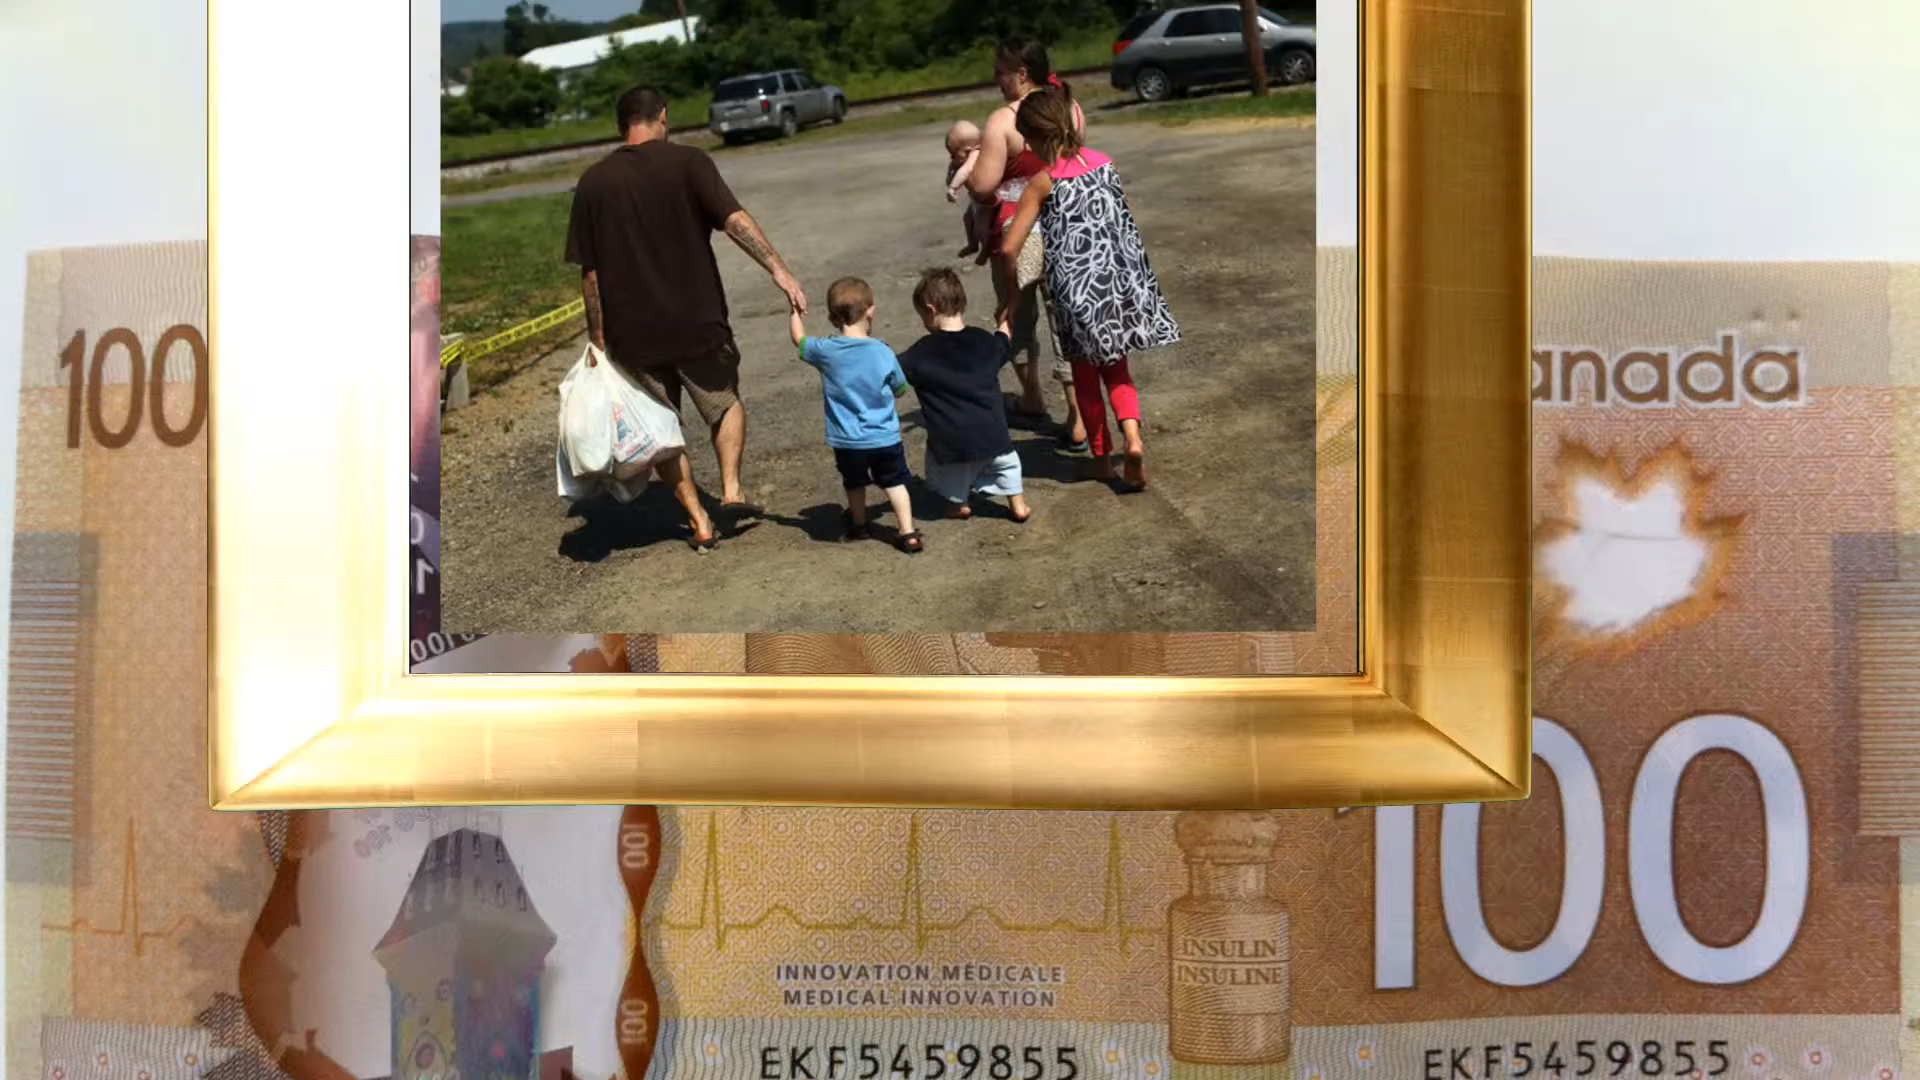 100
anada
100
100
INSULIN
INSULINE
INNOVATION MÉDICALE
MEDICAL INNOVATION
100
EKF5459855
EKF5459855